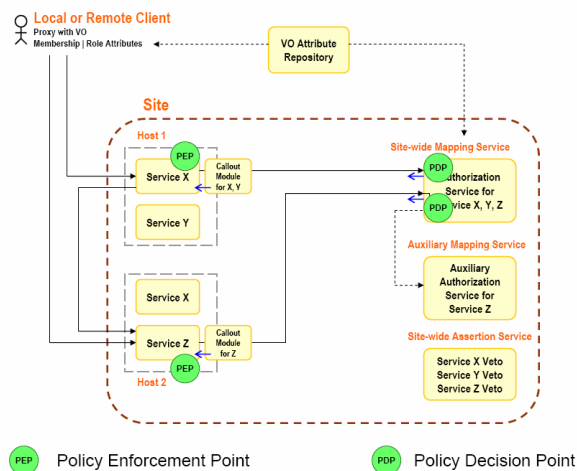 Local or Remote Client
Proxy with VO
Membership | Role Attributes
VO Attribute
Repository
Site
Host 1
Site-wide Mapping Service
PEP
Service X
Callout
Module
for X, Y
PDP
Service for
X, Y, Z
PDP
Service Y
Auxiliary Mapping Service
Auxiliary
Authorization
Service for
Service Z
Service X
Service Z
Callout
Module
for Z
PEP
Host 2
Site-wide Assertion Service
Service X Veto
Service Y Veto
Service Z Veto
PEP
Policy Enforcement Point
PDP
Policy Decision Point